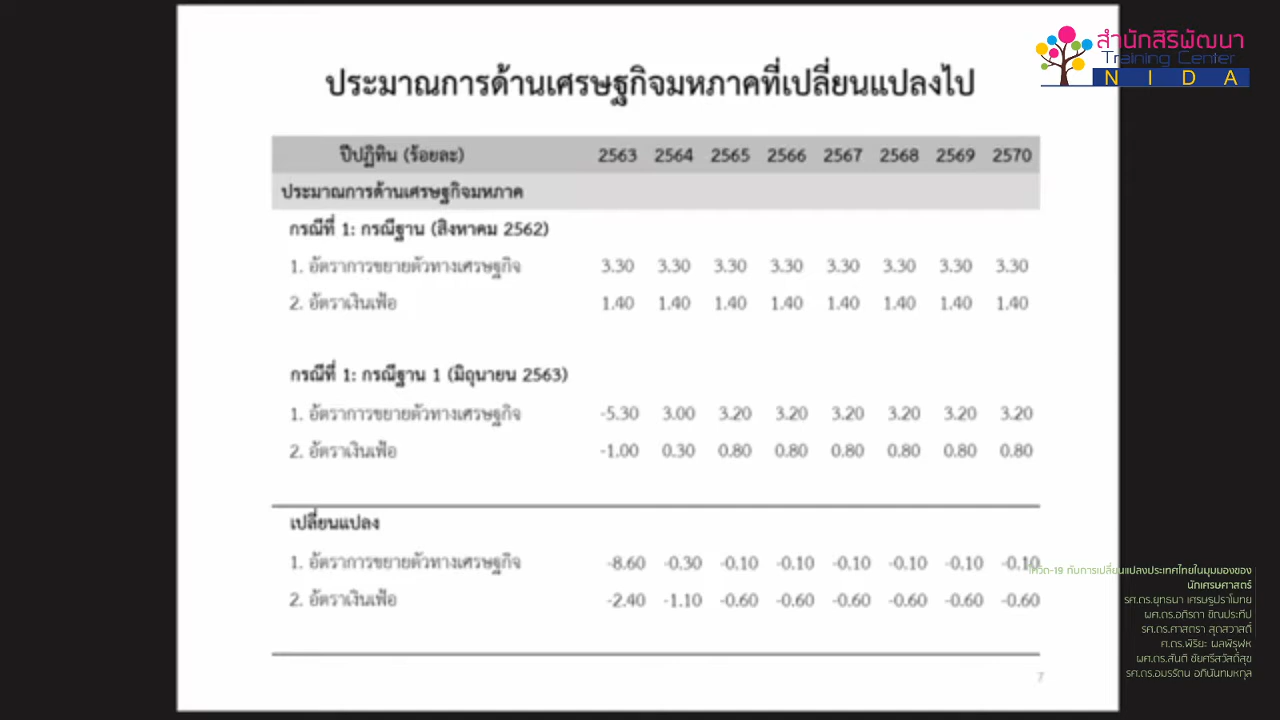 สำนักสิริพัฒนา
Training Center
N I D A
ประมาณการด้านเศรษฐกิจมหภาคที่เปลี่ยนแปลงไป
ปีปฏิทิน (ร้อยละ) 2563 2564 2565 2566 2567 2568 2569 2570
ประมาณการด้านเศรษฐกิจมหภาค
กรณีที่ 1: กรณีฐาน (สิงหาคม 2562)
1. อัตราการขยายตัวทางเศรษฐกิจ 3.30 3.30 3.30 3.30 3.30 3.30 3.30 3.30
2. อัตราเงินเฟ้อ 1.40 1.40 1.40 1.40 1.40 1.40 1.40 1.40
กรณีที่ 1: กรณีฐาน 1 (มิถุนายน 2563)
1. อัตราการขยายตัวทางเศรษฐกิจ -5.30 3.00 3.20 3.20 3.20 3.20 3.20 3.20
2. อัตราเงินเฟ้อ -1.00 0.30 0.80 0.80 0.80 0.80 0.80 0.80
เปลี่ยนแปลง
1. อัตราการขยายตัวทางเศรษฐกิจ -8.60 -0.30 -0.10 -0.10 -0.10 -0.10 -0.10 -0.10
2. อัตราเงินเฟ้อ -2.40 -1.10 -0.60 -0.60 -0.60 -0.60 -0.60 -0.60
โควิด-19 กับการเปลี่ยนแปลงประเทศไทยในมุมมองของ
นักเศรษศาสตร์
รศ.ดร.ยุทธนา เศรษฐปราโมทย
ผศ.ดร.อภิรดา ชิณประทีป
รศ.ดร.ศาสตรา สุดสวาสดิ์
ศ.ดร.พิริยะ ผลพิรุฬห
ผศ.ดร.สันติ ชัยศรีสวัสดิ์สุข
รศ.ดร.อมรรัตน อภินันทมหกุล
7